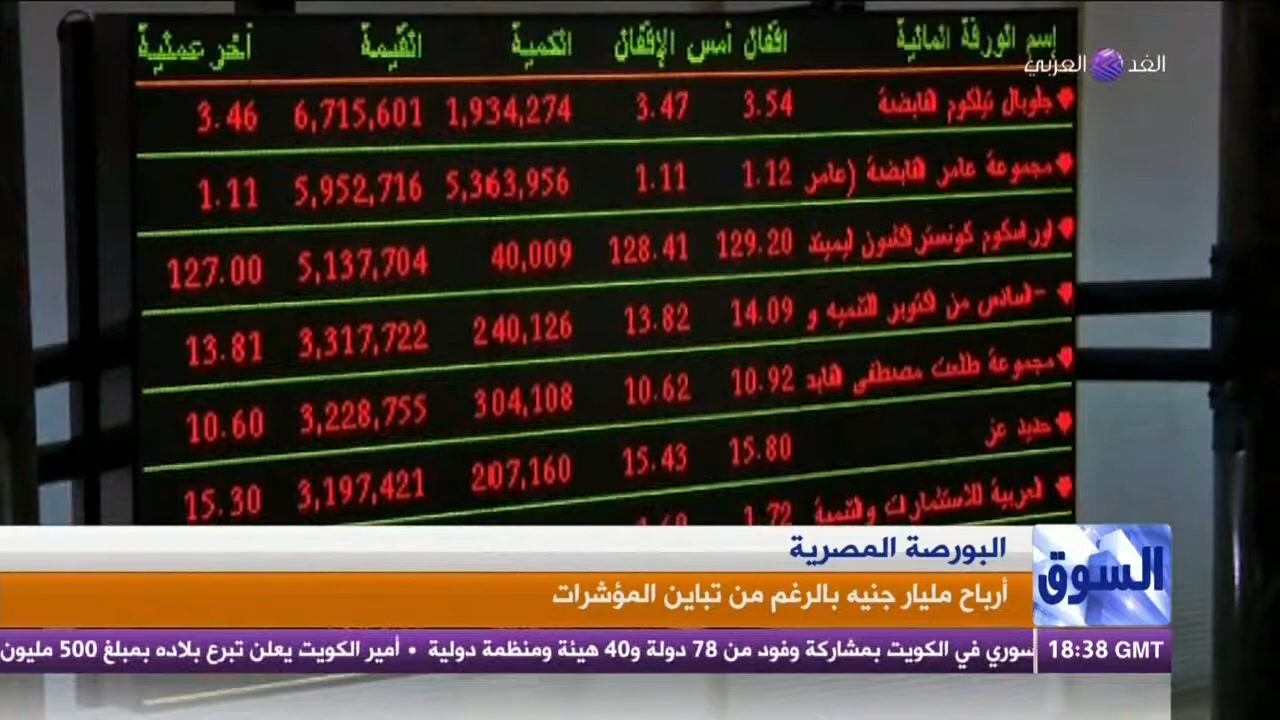 اسم الورقة المالية اقفال أمس الإقفال الكمية القيمة آخر عملية
الغد العربي
جلوبال تيلكوم قابضة 3.54 3.47 1,934,274 6,715,601 3.46
مجموعة عامر قابضة (عامر 1.12 1.11 5,363,956 5,952,716 1.11
اوراسكوم كونستراكشون ليميتد 129.20 128.41 40,009 5,137,704 127.00
السادس من اكتوبر للتنميه و 14.09 13.82 240,126 3,317,722 13.81
مجموعة طلعت مصطفى قابد 10.92 10.62 304,108 3,228,755 10.60
حديد عز 15.80 15.43 207,160 3,197,421 15.30
العربية للاستثمارات والتنمية 1.72
البورصة المصرية
السوق
أرباح مليار جنيه بالرغم من تباين المؤشرات
18:38 GMT سوري في الكويت بمشاركة وفود من 78 دولة و40 هيئة ومنظمة دولية • أمير الكويت يعلن تبرع بلاده بمبلغ 500 مليون